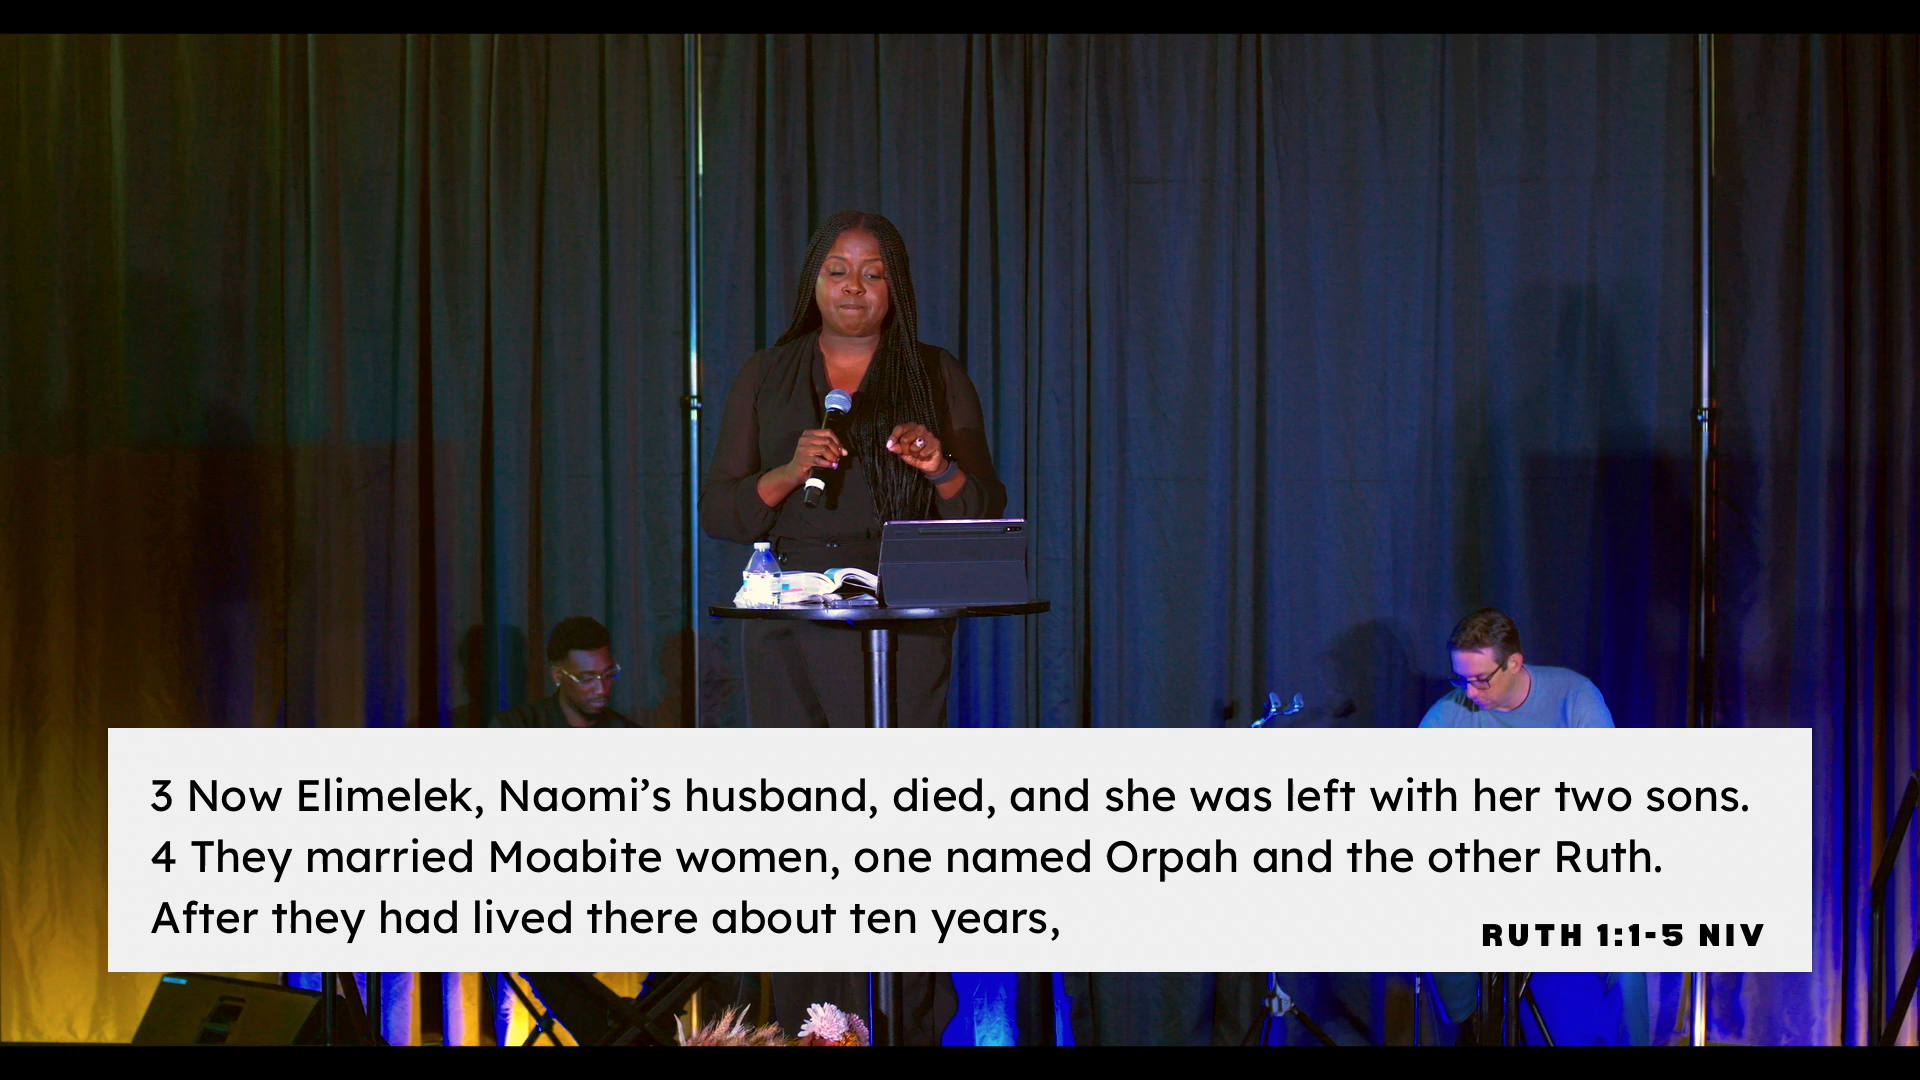 3 Now Elimelek, Naomi’s husband, died, and she was left with her two sons.
4 They married Moabite women, one named Orpah and the other Ruth.
After they had lived there about ten years,
RUTH 1:1-5 NIV